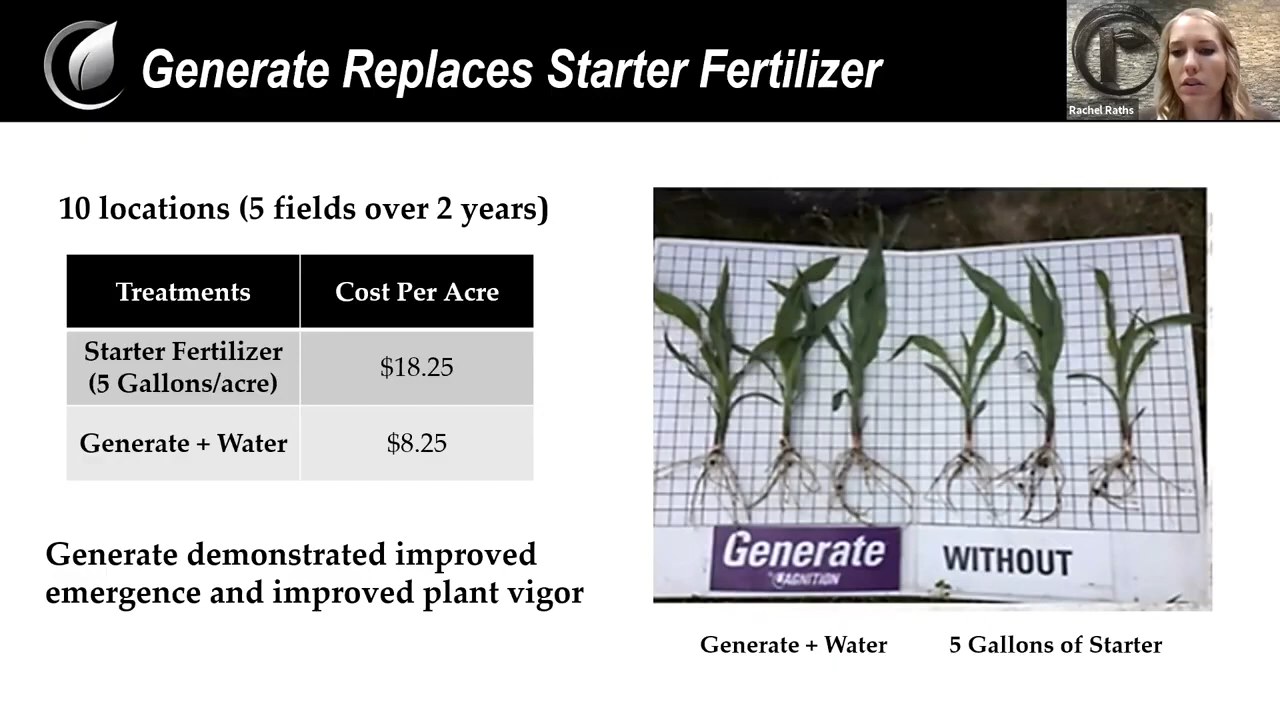 Generate Replaces Starter Fertilizer
Rachel Raths
10 locations (5 fields over 2 years)
Treatments
Cost Per Acre
Starter Fertilizer
(5 Gallons/acre)
$18.25
Generate + Water
$8.25
Generate demonstrated improved
emergence and improved plant vigor
Generate
BY AGNITION
WITHOUT
Generate + Water
5 Gallons of Starter